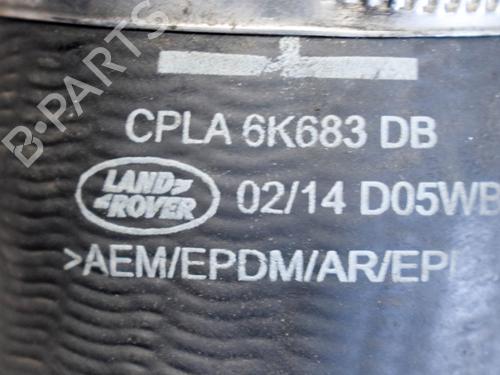 B-PARTS
CPLA 6K683 DB
LAND ROVER
02/14 D05WB
>AEM/EPDM/AR/EP